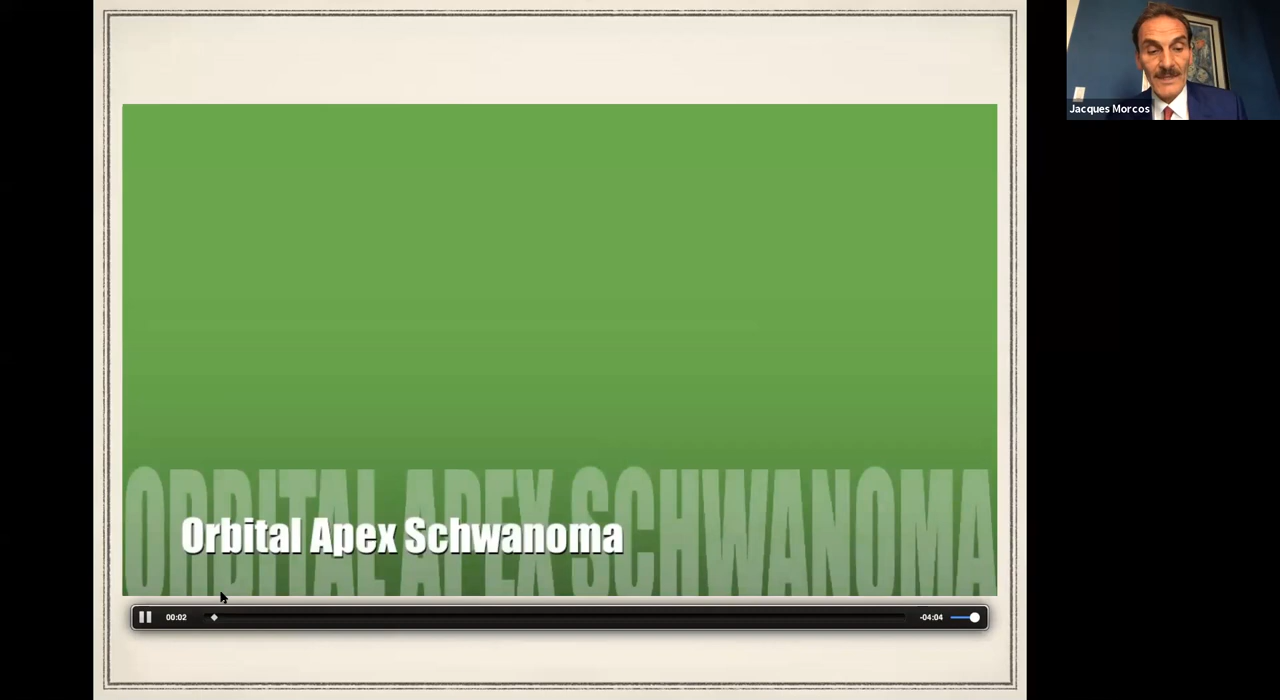 Jacques Morcos
ORBITAL APEX SCHWANOMA
Orbital Apex Schwanoma
00:02
-04:04